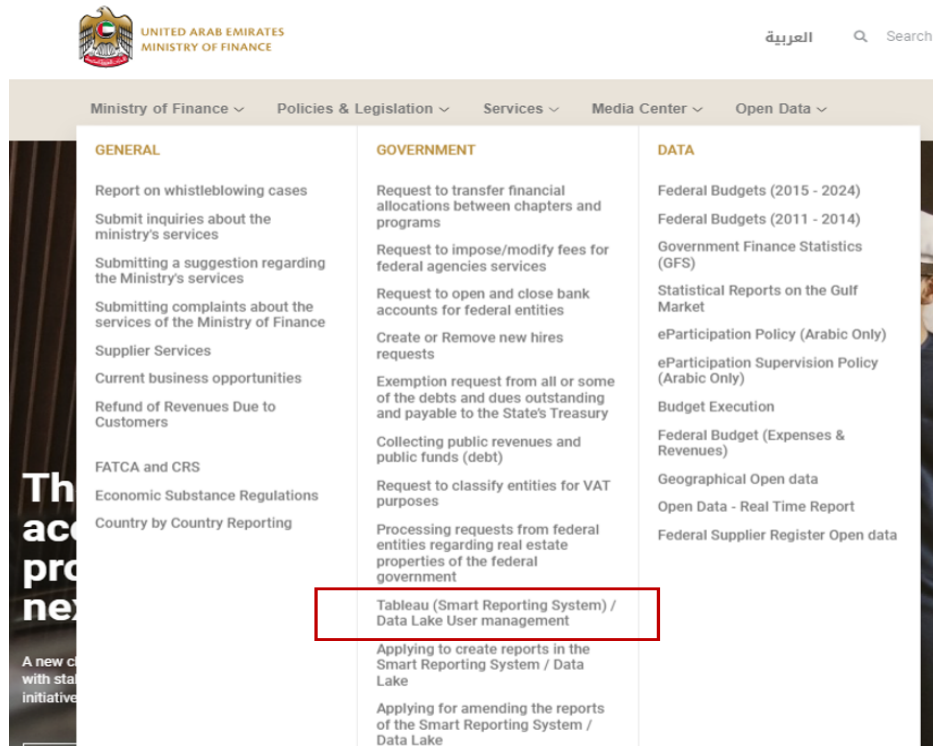 UNITED ARAB EMIRATES
MINISTRY OF FINANCE
العربية
Search
Ministry of Finance
Policies & Legislation
Services
Media Center
Open Data
GENERAL
Report on whistleblowing cases
Submit inquiries about the
ministry's services
Submitting a suggestion regarding
the Ministry's services
Submitting complaints about the
services of the Ministry of Finance
Supplier Services
Current business opportunities
Refund of Revenues Due to
Customers
FATCA and CRS
Economic Substance Regulations
Country by Country Reporting
GOVERNMENT
Request to transfer financial
allocations between chapters and
programs
Request to impose/modify fees for
federal agencies services
Request to open and close bank
accounts for federal entities
Create or Remove new hires
requests
Exemption request from all or some
of the debts and dues outstanding
and payable to the State's Treasury
Collecting public revenues and
public funds (debt)
Request to classify entities for VAT
purposes
Processing requests from federal
entities regarding real estate
properties of the federal
government
Tableau (Smart Reporting System) /
Data Lake User management
Applying to create reports in the
Smart Reporting System / Data
Lake
Applying for amending the reports
of the Smart Reporting System /
Data Lake
DATA
Federal Budgets (2015 - 2024)
Federal Budgets (2011 - 2014)
Government Finance Statistics
(GFS)
Statistical Reports on the Gulf
Market
eParticipation Policy (Arabic Only)
eParticipation Supervision Policy
(Arabic Only)
Budget Execution
Federal Budget (Expenses &
Revenues)
Geographical Open data
Open Data - Real Time Report
Federal Supplier Register Open data
A new
with
initiative